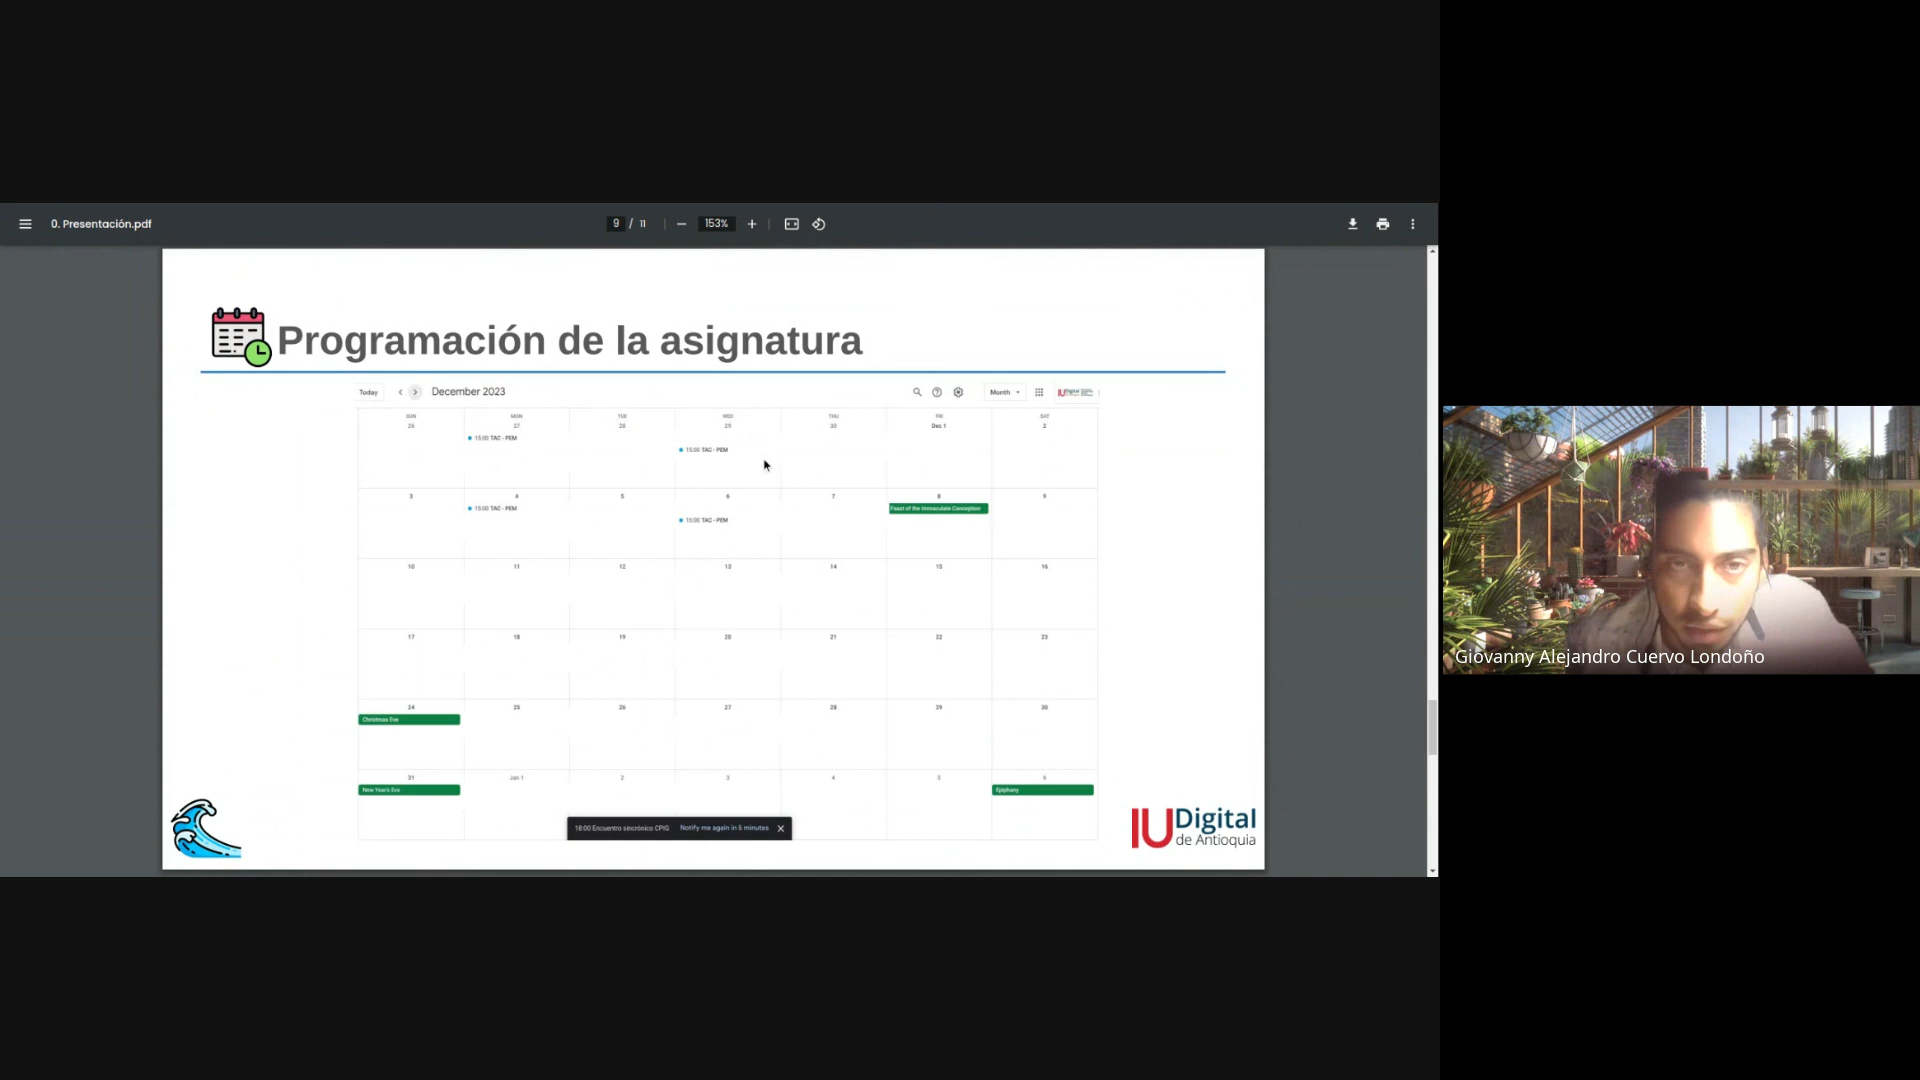 0. Presentación.pdf
9 / 11
153%
Programación de la asignatura
Today
December 2023
Month
IUDigital
SUN MON TUE WED THU FRI SAT
26 27 28 29 30 Dec 1 2
15:00 TAC - PEM
15:00 TAC - PEM
3 4 5 6 7 8 9
15:00 TAC - PEM
Feast of the Immaculate Conception
15:00 TAC - PEM
10 11 12 13 14 15 16
17 18 19 20 21 22 23
24 25 26 27 28 29 30
Christmas Eve
31 Jan 1 2 3 4 5 6
New Year's Eve
Epiphany
18:00 Encuentro sincrónico CPIG Notify me again in 5 minutes
IUDigital
de Antioquia
Giovanny Alejandro Cuervo Londoño